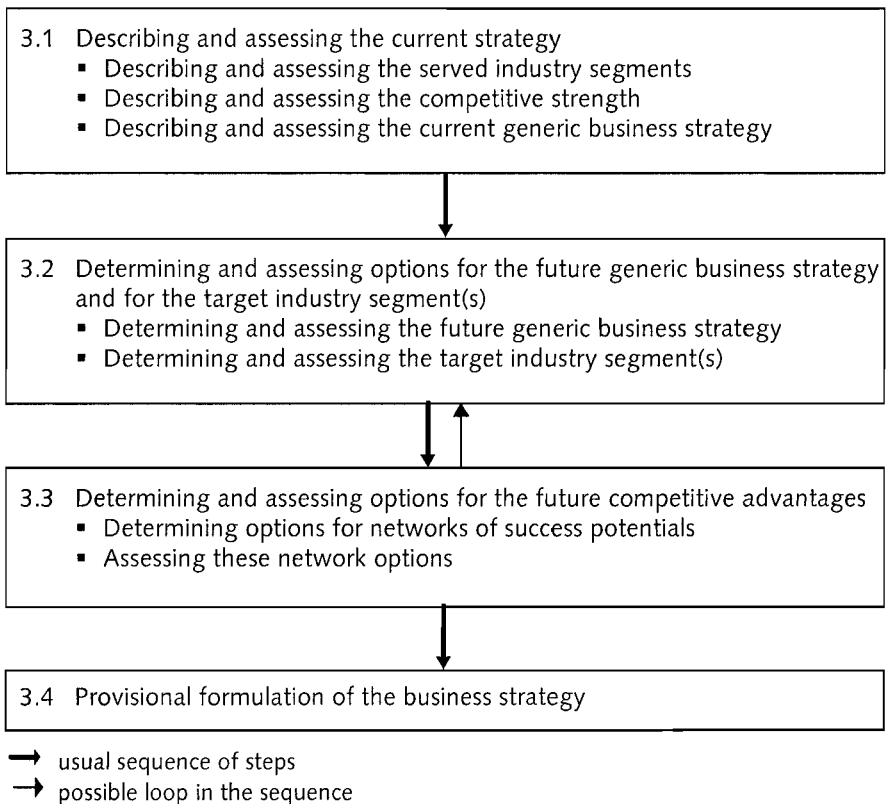 3.1 Describing and assessing the current strategy
▪ Describing and assessing the served industry segments
▪ Describing and assessing the competitive strength
▪ Describing and assessing the current generic business strategy
3.2 Determining and assessing options for the future generic business strategy
and for the target industry segment(s)
▪ Determining and assessing the future generic business strategy
▪ Determining and assessing the target industry segment(s)
3.3 Determining and assessing options for the future competitive advantages
▪ Determining options for networks of success potentials
▪ Assessing these network options
3.4 Provisional formulation of the business strategy
→ usual sequence of steps
→ possible loop in the sequence